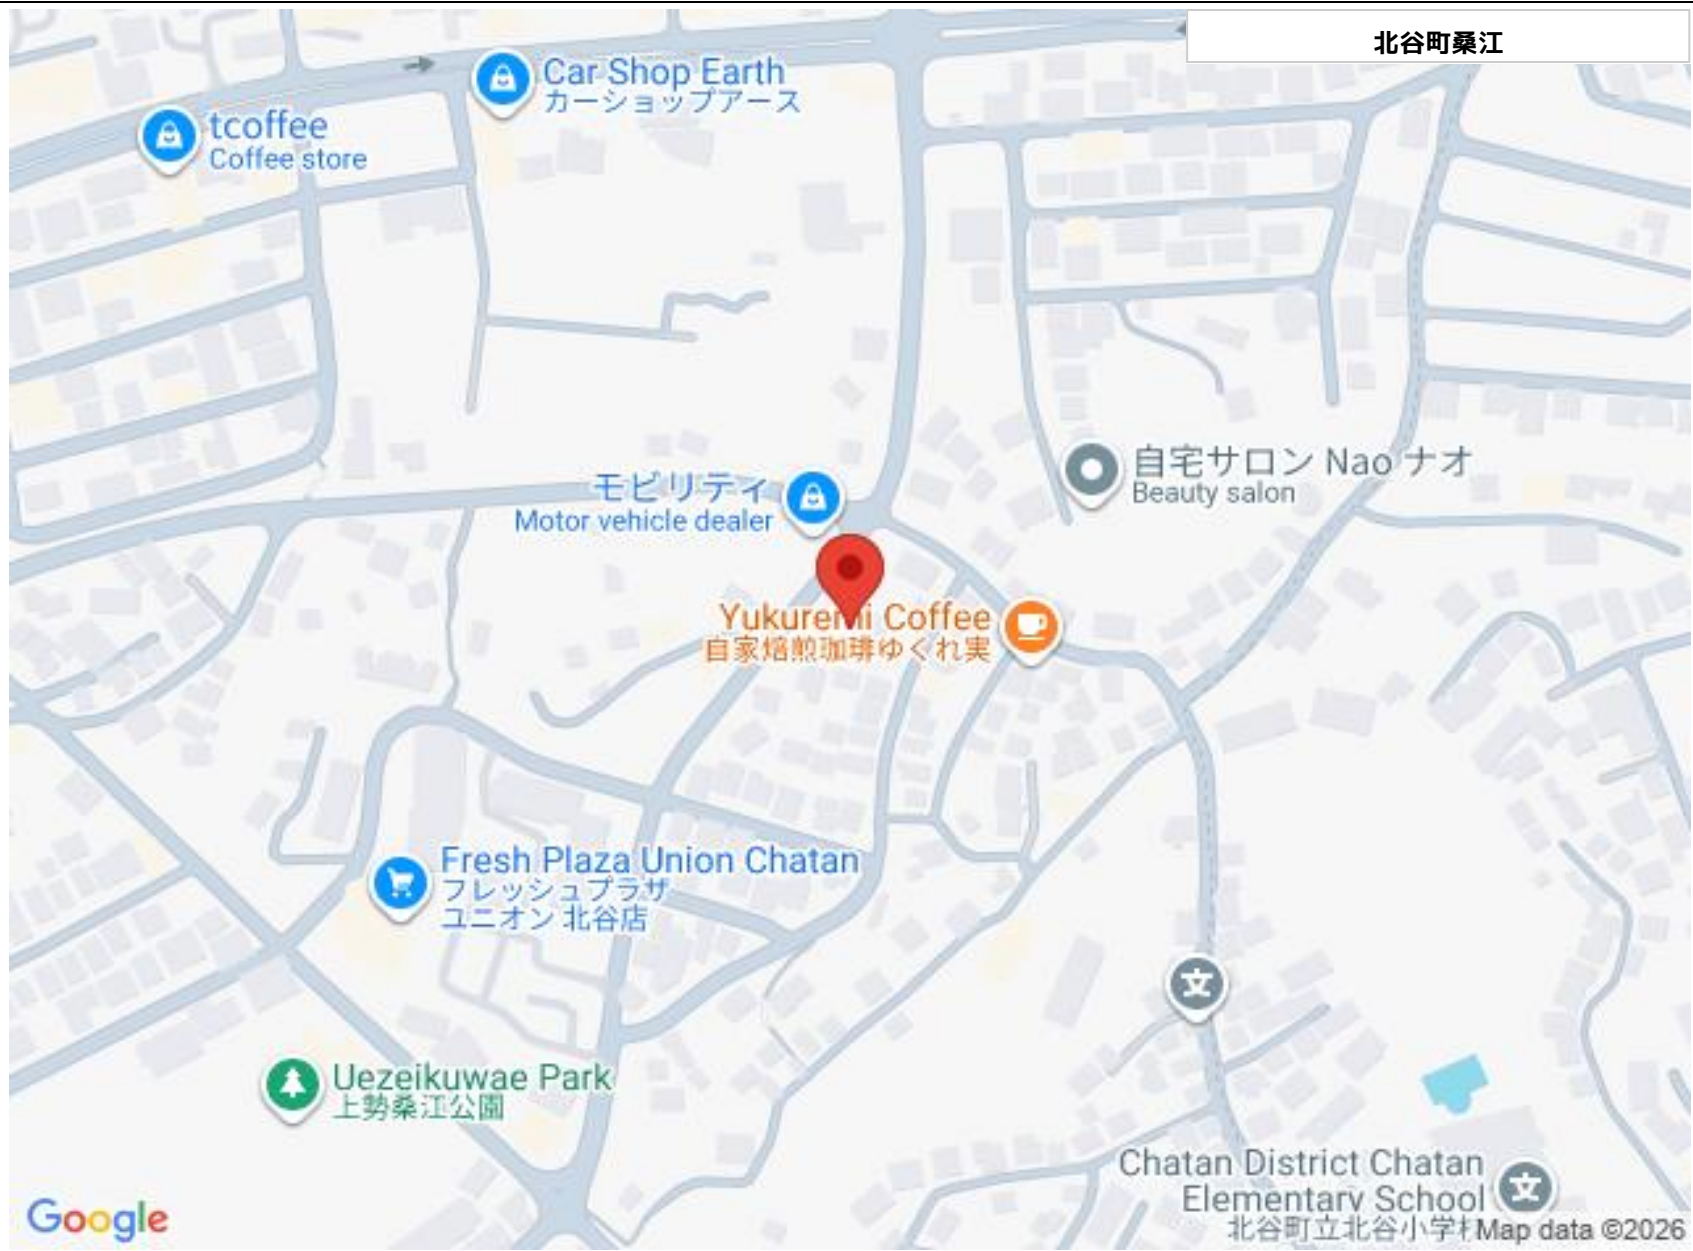 北谷町桑江
Car Shop Earth
カーショップアース
tcoffee
Coffee store
自宅サロン Nao ナオ
Beauty salon
モビリティ
Motor vehicle dealer
Yukuremi Coffee
自家焙煎珈琲ゆくれ実
Fresh Plaza Union Chatan
フレッシュプラザ
ユニオン 北谷店
文
Uezeikuwae Park
上勢桑江公園
Chatan District Chatan
Elementary School
文
北谷町立北谷小学校
Google
Map data ©2026